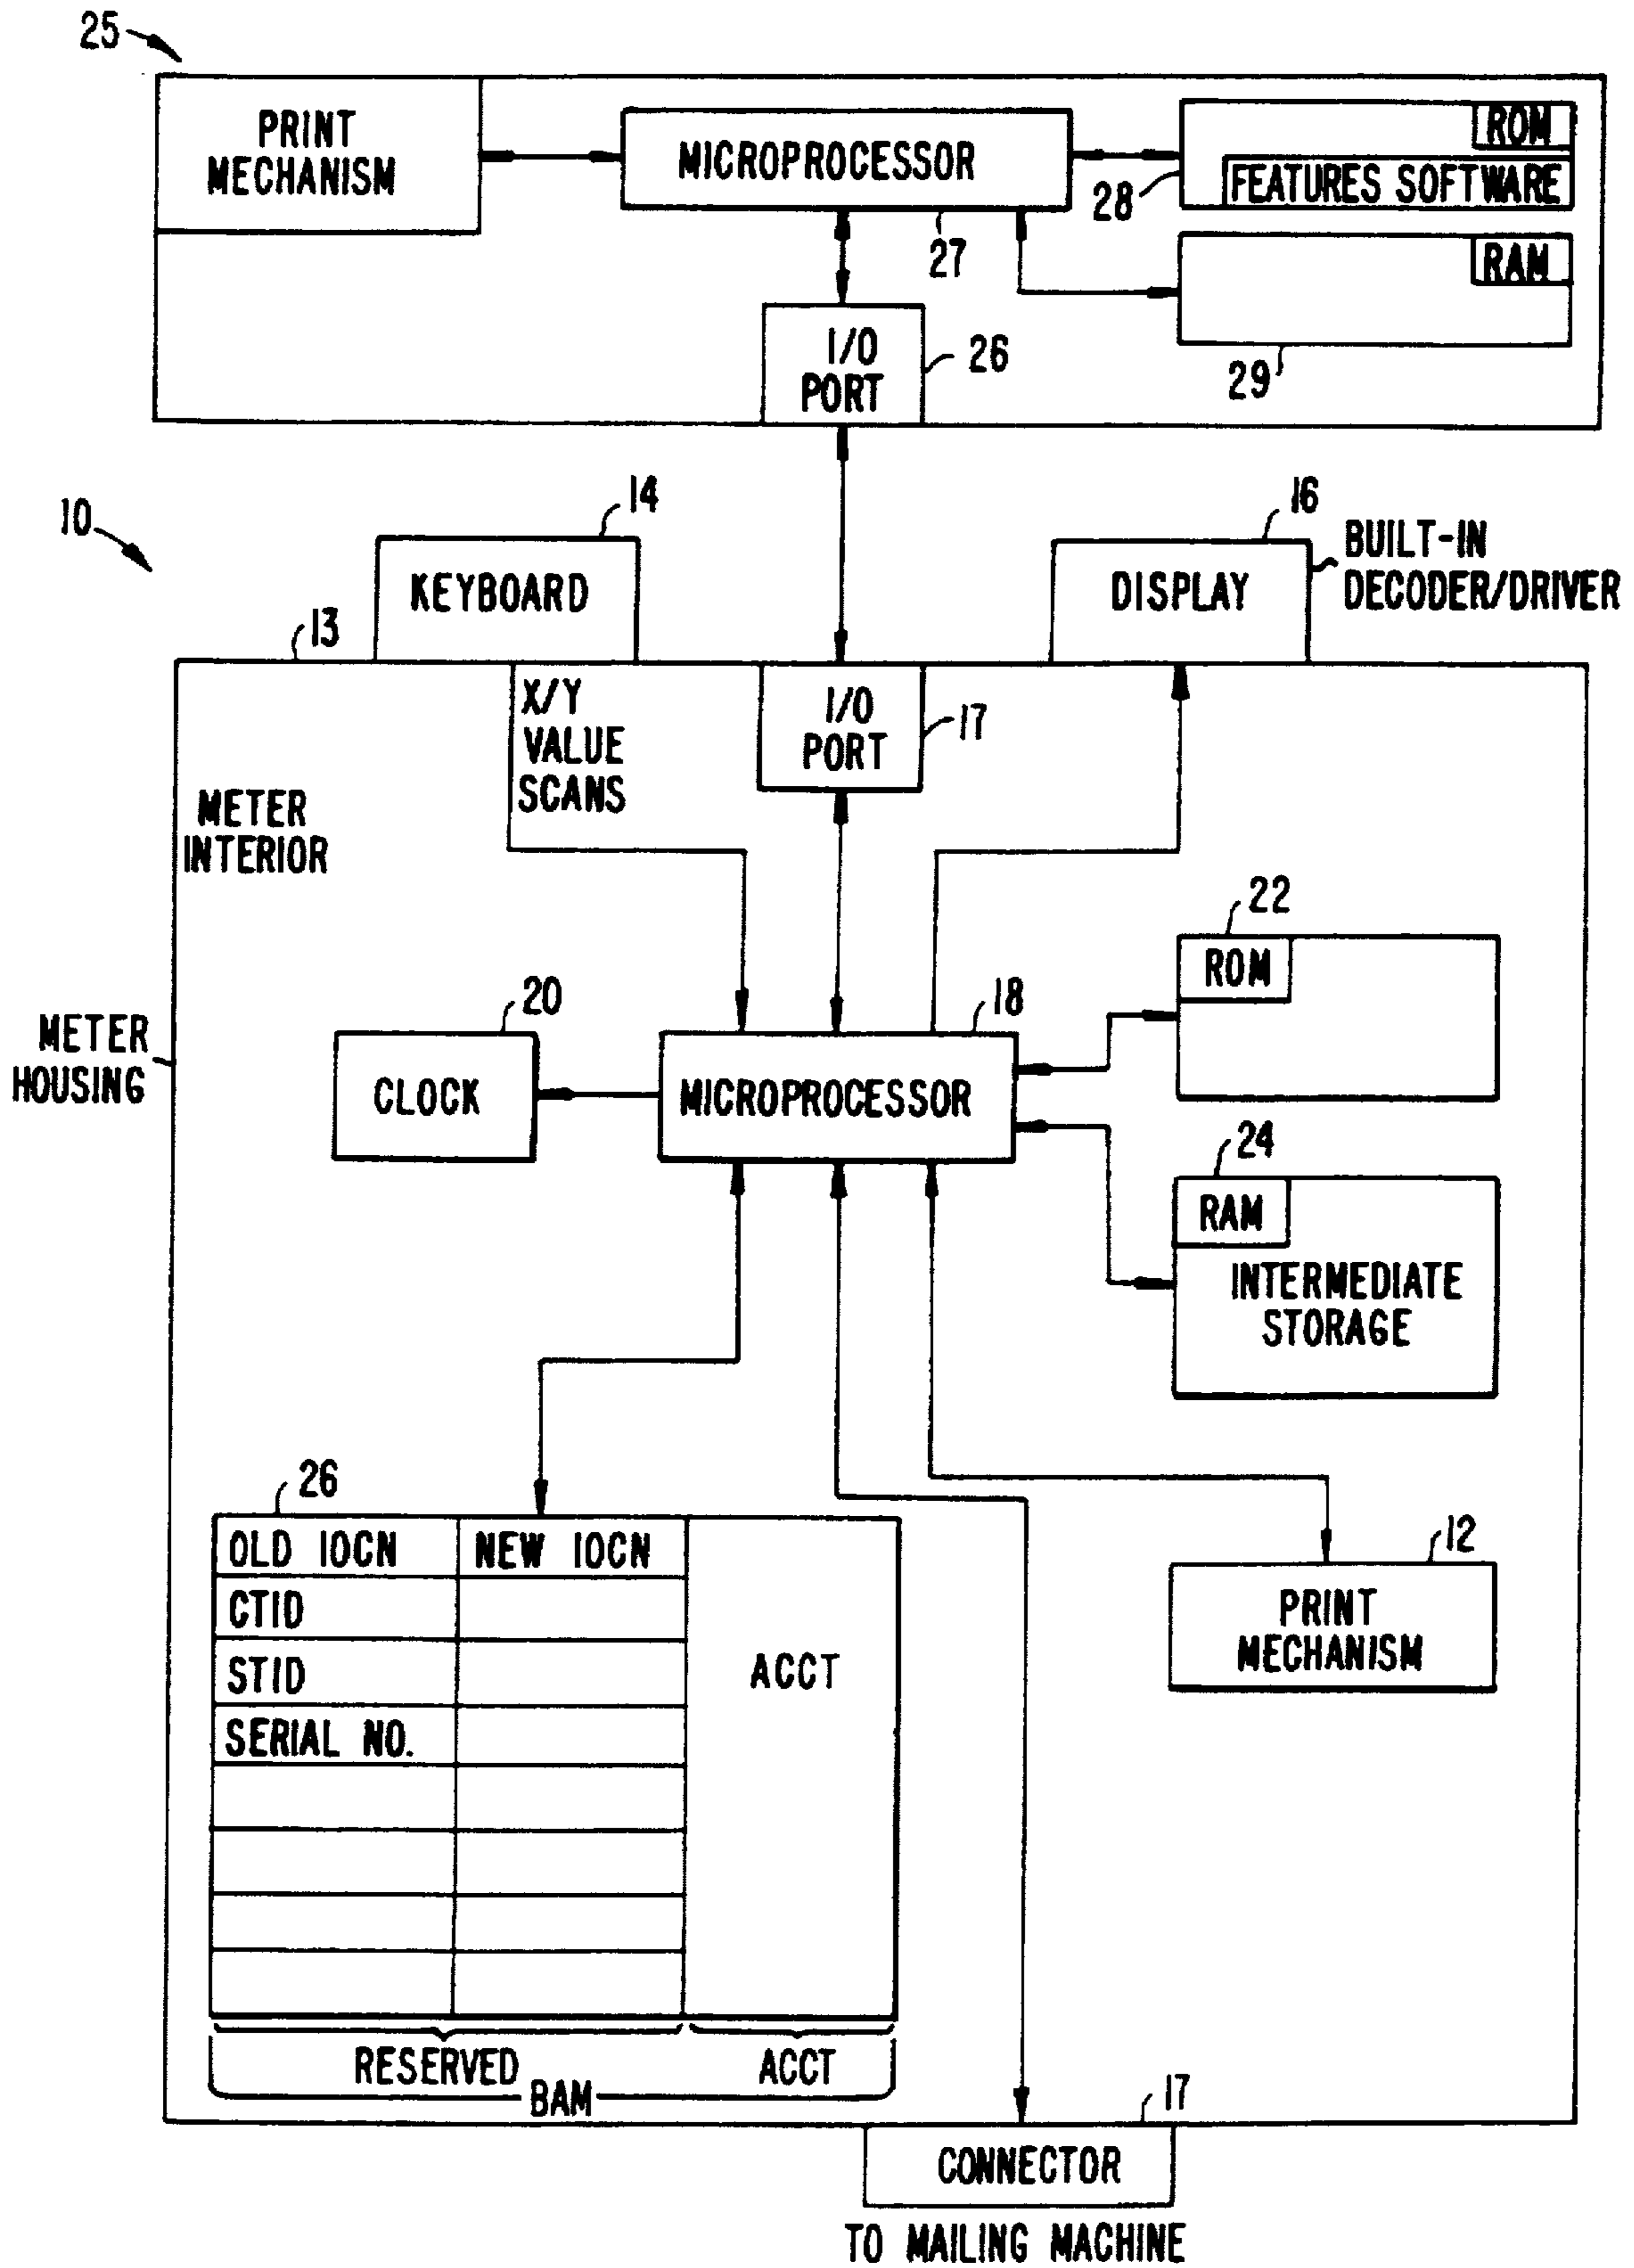 25
PRINT
MECHANISM
MICROPROCESSOR
27
ROM
FEATURES SOFTWARE
28
RAM
29
I/O
PORT
26
10
14
KEYBOARD
16
DISPLAY
BUILT-IN
DECODER/DRIVER
13
X/Y
VALUE
SCANS
I/O
PORT
17
METER
INTERIOR
22
ROM
20
CLOCK
18
MICROPROCESSOR
METER
HOUSING
24
RAM
INTERMEDIATE
STORAGE
26
OLD IOCN
NEW IOCN
CTID
STID
SERIAL NO.
ACCT
12
PRINT
MECHANISM
RESERVED
ACCT
BAM
17
CONNECTOR
TO MAILING MACHINE